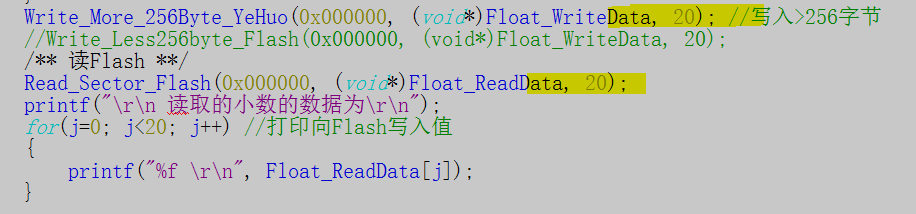 Write_More_256Byte_YeHuo(0x000000, (void*)Float_WriteData, 20); //写入>256字节
//Write_Less256byte_Flash(0x000000, (void*)Float_WriteData, 20);
/** 读Flash **/
Read_Sector_Flash(0x000000, (void*)Float_ReadData, 20);
printf("\r\n 读取的小数的数据为\r\n");
for(j=0; j<20; j++) //打印向Flash写入值
{
printf("%f \r\n", Float_ReadData[j]);
}